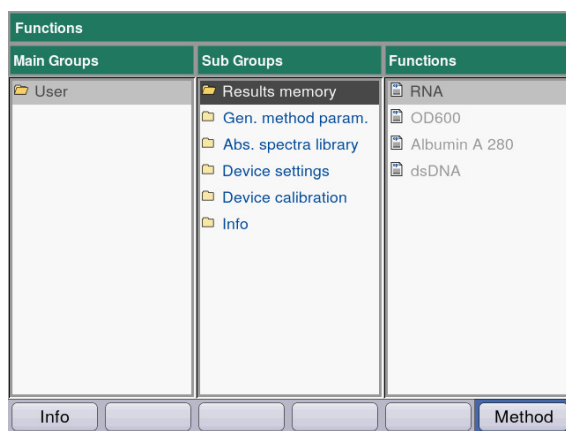 Functions
Main Groups
Sub Groups
Functions
User
Results memory
Gen. method param.
Abs. spectra library
Device settings
Device calibration
Info
RNA
OD600
Albumin A 280
dsDNA
Info
Method